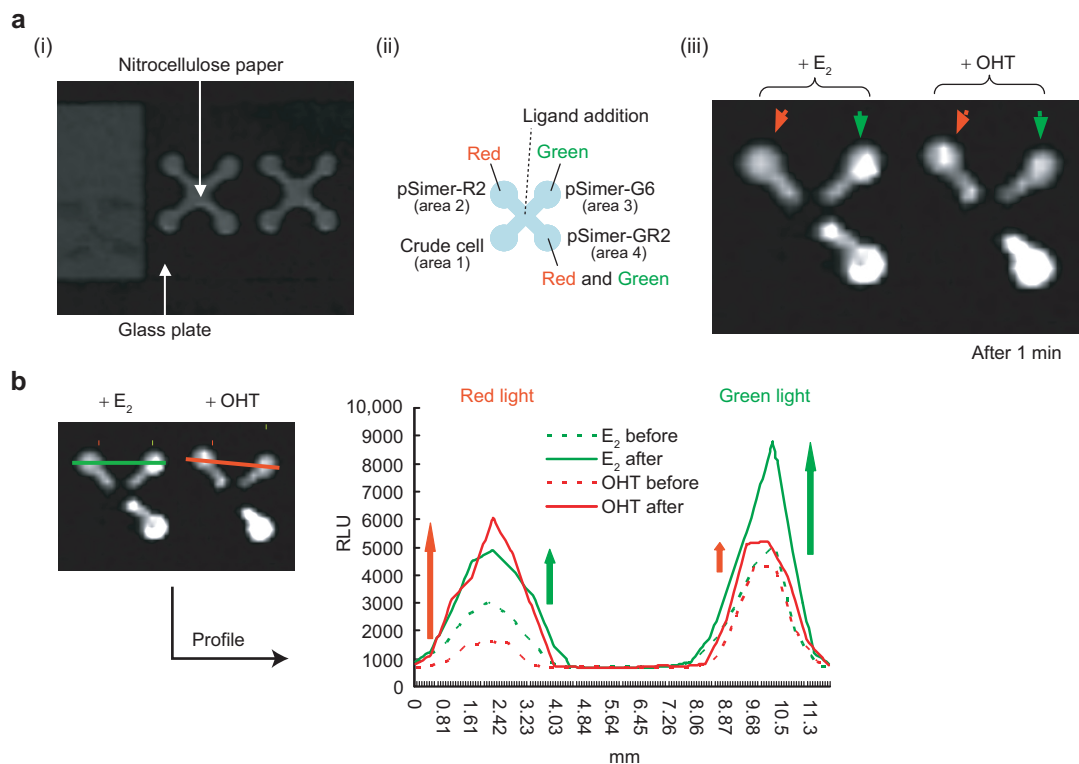 a
(i)
Nitrocellulose paper
Glass plate
(ii)
Ligand addition
Red
Green
pSimer-R2
(area 2)
pSimer-G6
(area 3)
Crude cell
(area 1)
pSimer-GR2
(area 4)
Red and Green
(iii)
+ E₂
+ OHT
After 1 min
b
+ E₂
+ OHT
Profile
Red light
Green light
E₂ before
E₂ after
OHT before
OHT after
RLU
10,000
9000
8000
7000
6000
5000
4000
3000
2000
1000
0
0
0.81
1.61
2.42
3.23
4.03
4.84
5.64
6.45
7.26
8.06
8.87
9.68
10.5
11.3
mm